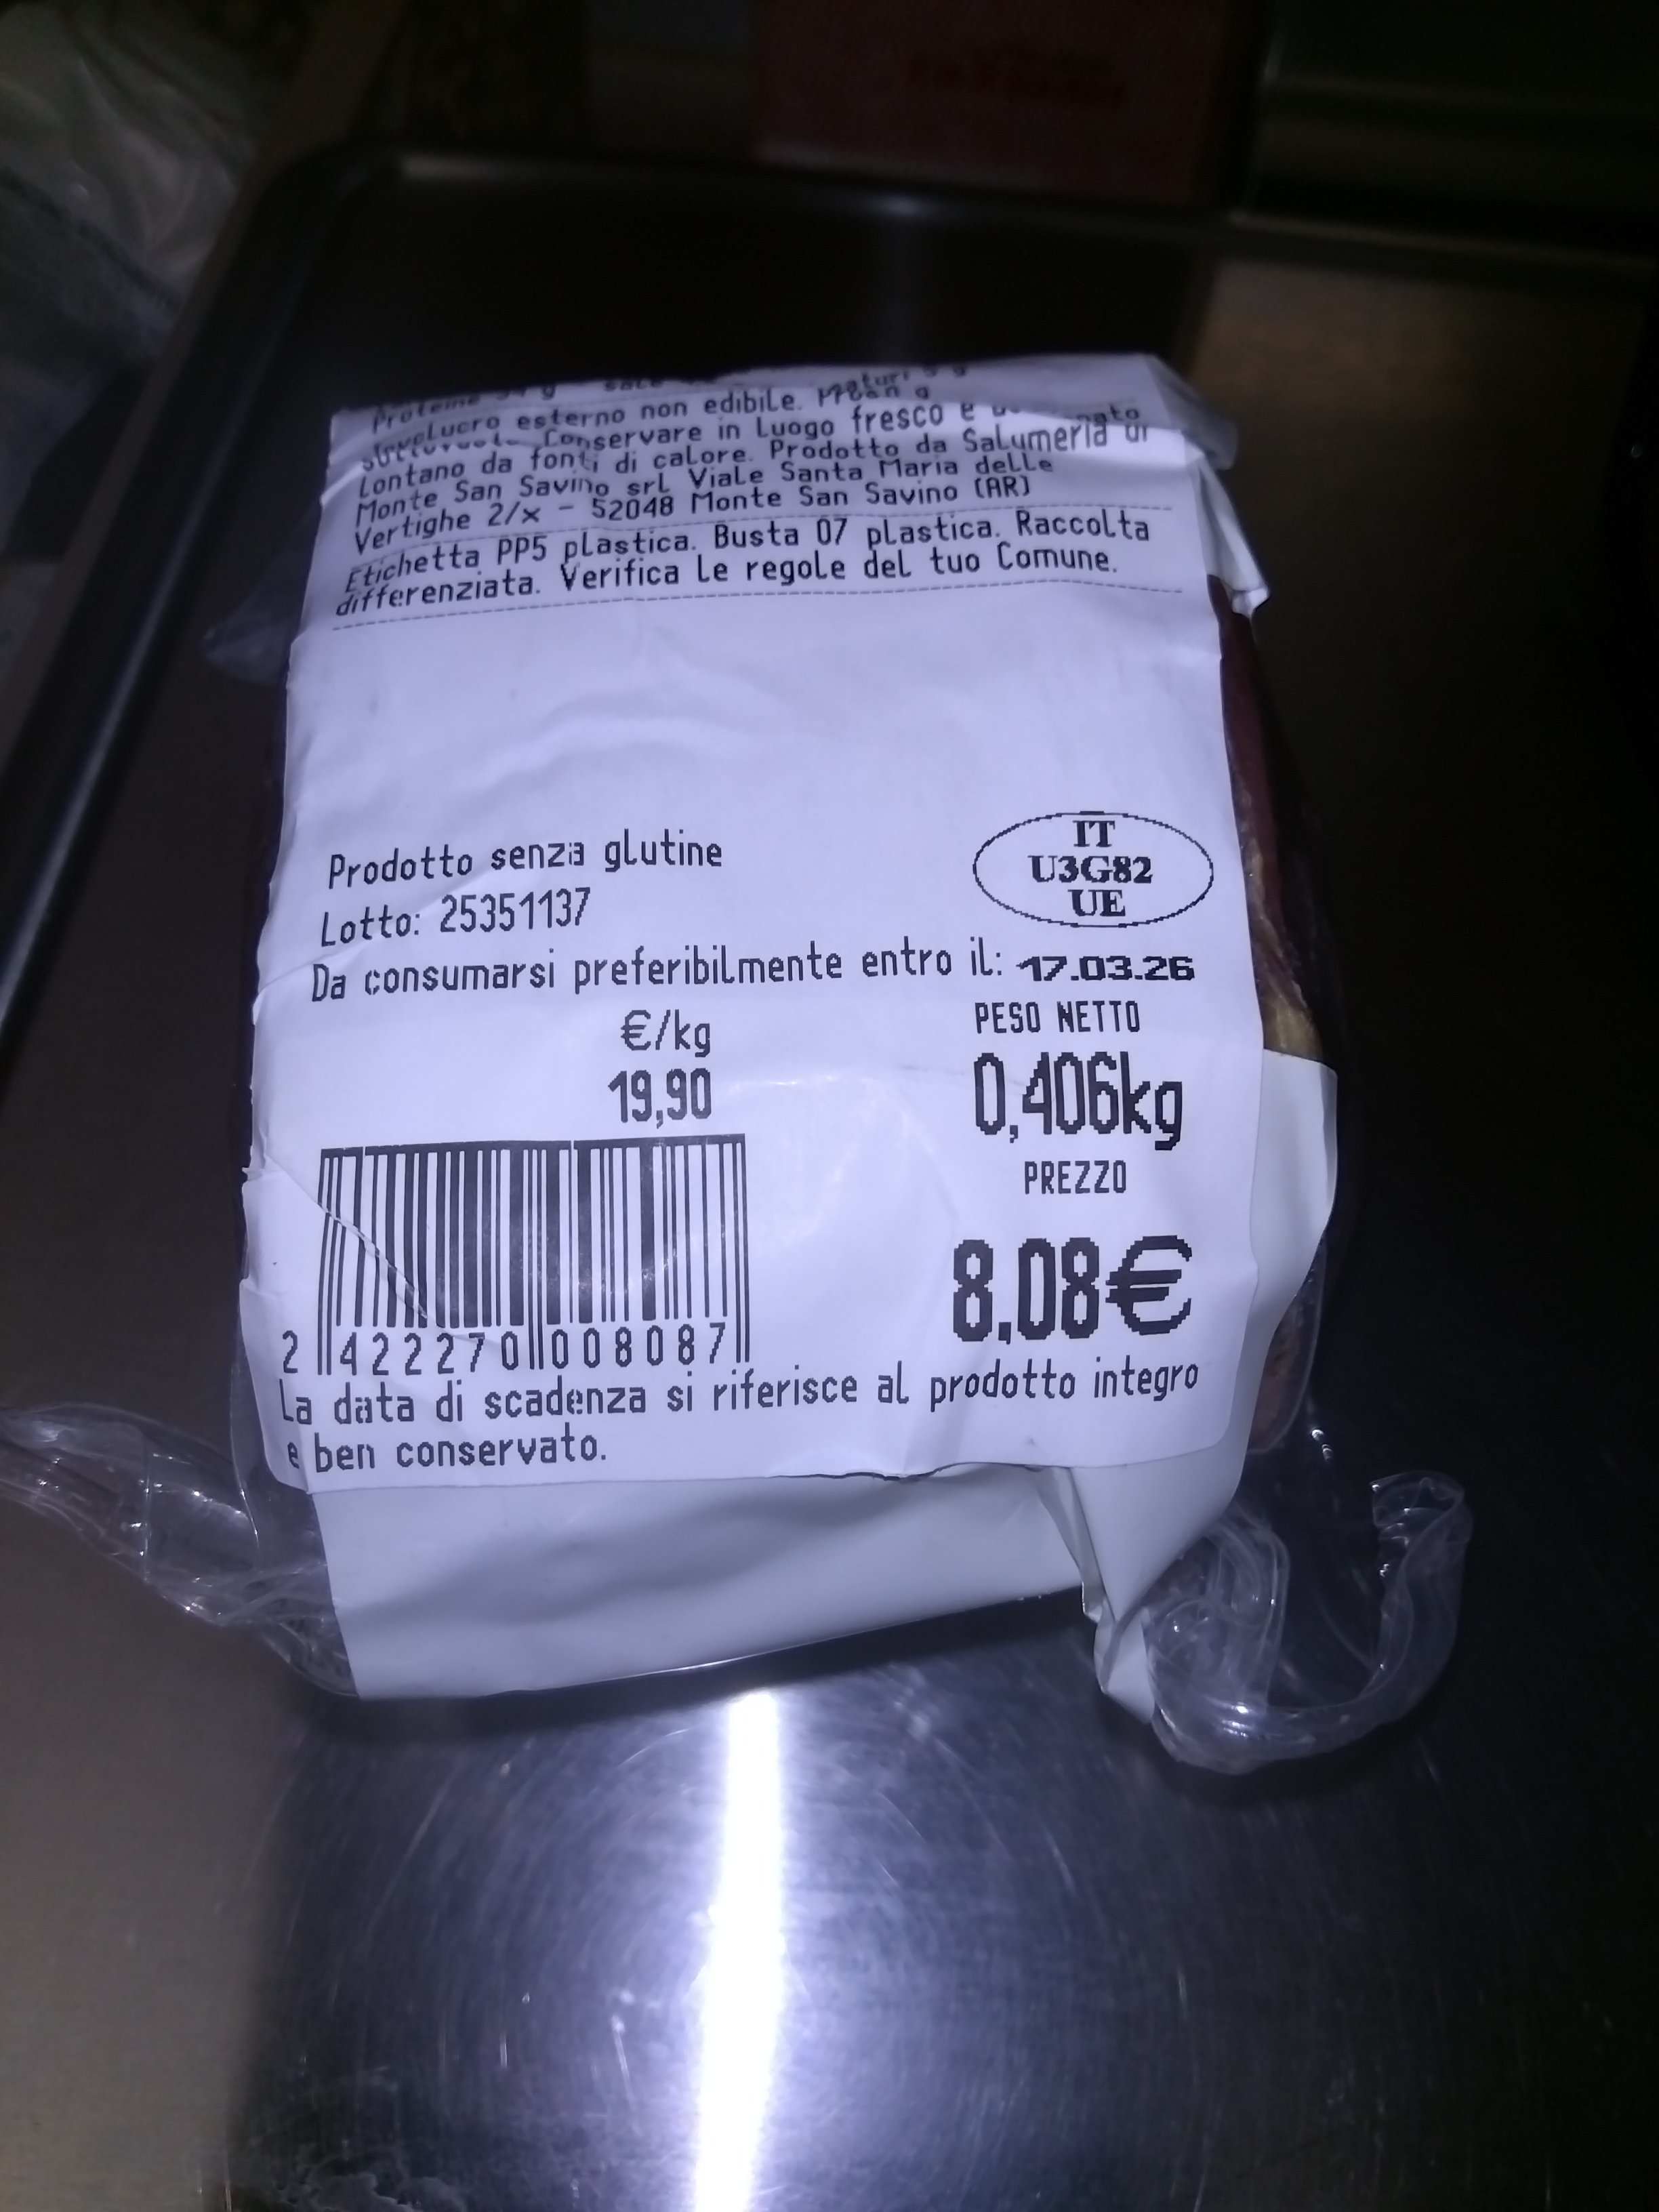 Proteine g sale
involucro esterno non edibile.
Conservare in Luogo fresco e
Lontano da fonti di calore. Prodotto da Salumeria di
Monte San Savino srl Viale Santa Maria delle
Vertighe 2/x - 52048 Monte San Savino (AR)
Etichetta PP5 plastica. Busta 07 plastica. Raccolta
differenziata. Verifica Le regole del tuo Comune.
Prodotto senza glutine
Lotto: 25351137
IT
U3G82
UE
Da consumarsi preferibilmente entro il: 17.03.26
€/kg
19,90
PESO NETTO
0,406kg
PREZZO
8,08€
2 422270 008087
La data di scadenza si riferisce al prodotto integro
e ben conservato.